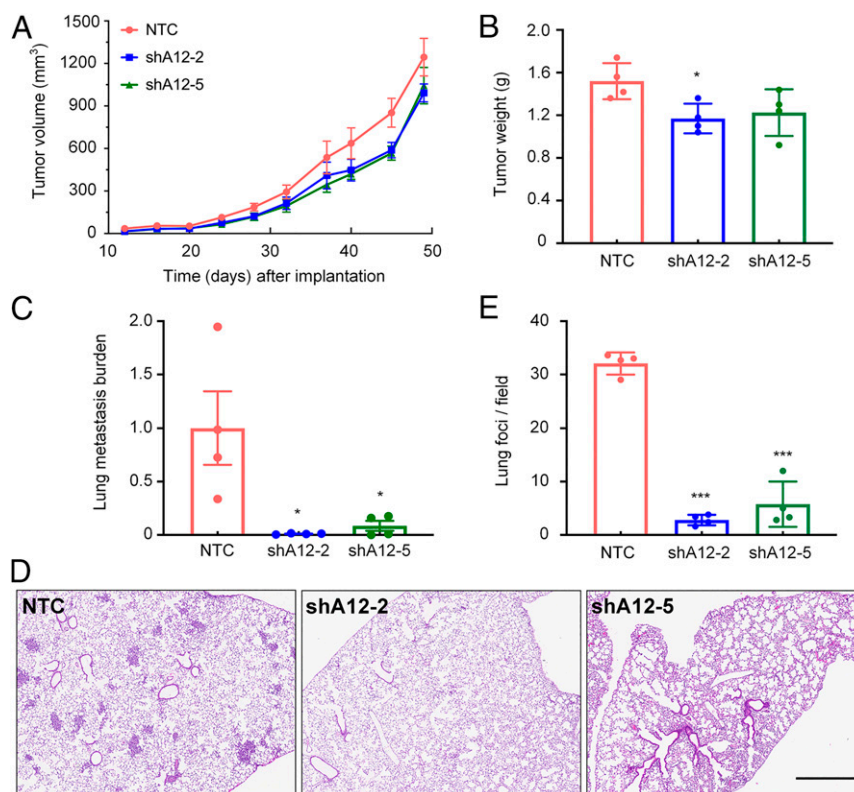 A
NTC
shA12-2
shA12-5
Tumor volume (mm³)
1500
1200
900
600
300
0
10
20
30
40
50
Time (days) after implantation
B
Tumor weight (g)
2.0
1.6
1.2
0.8
0.4
0
*
NTC
shA12-2
shA12-5
C
Lung metastasis burden
2.0
1.5
1.0
0.5
0
*
*
NTC
shA12-2
shA12-5
E
Lung foci / field
40
30
20
10
0
***
***
NTC
shA12-2
shA12-5
D
NTC
shA12-2
shA12-5